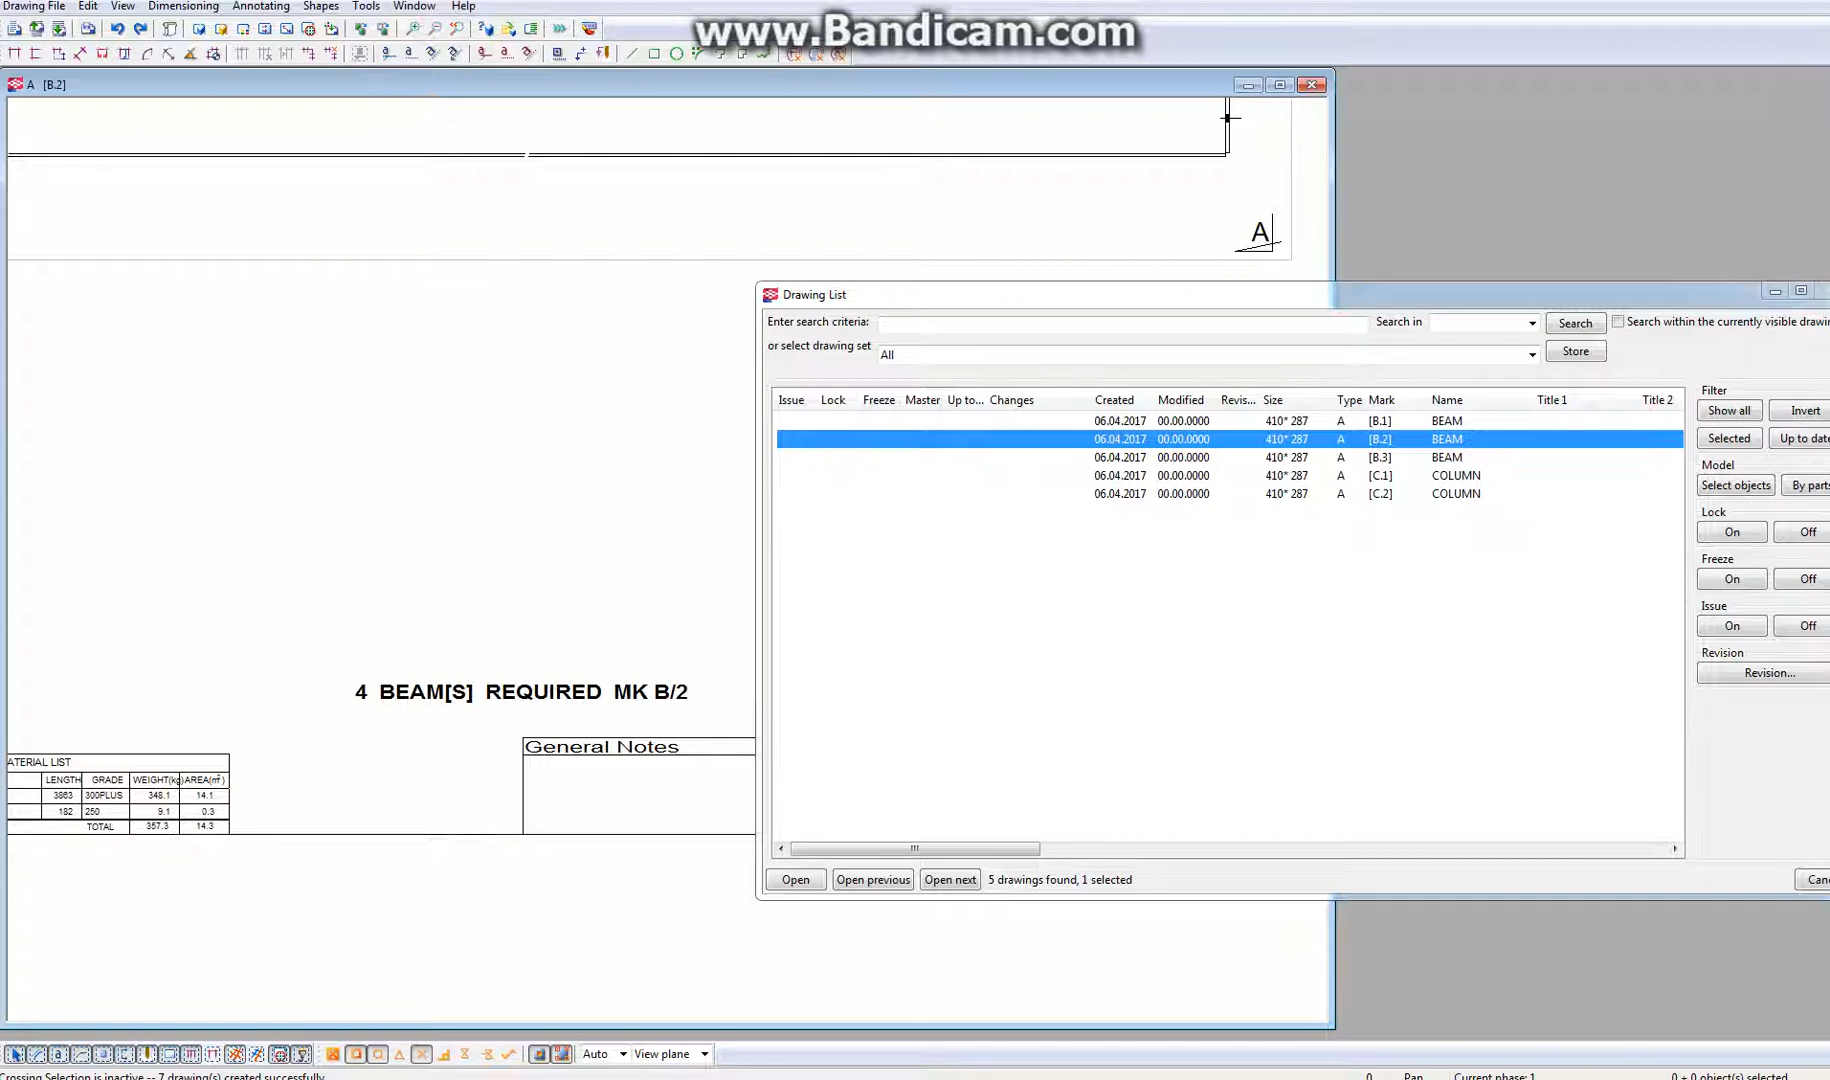 Drawing File Edit View Dimensioning Annotating Shapes Tools Window Help
www.Bandicam.com
A [B.2]
A
Drawing List
Enter search criteria: Search in Search Search within the currently visible drawin
or select drawing set All Store
Issue Lock Freeze Master Up to... Changes Created Modified Revis... Size Type Mark Name Title 1 Title 2
06.04.2017 00.00.0000 410* 287 A [B.1] BEAM
06.04.2017 00.00.0000 410* 287 A [B.2] BEAM
06.04.2017 00.00.0000 410* 287 A [B.3] BEAM
06.04.2017 00.00.0000 410* 287 A [C.1] COLUMN
06.04.2017 00.00.0000 410* 287 A [C.2] COLUMN
Filter
Show all Invert
Selected Up to date
Model
Select objects By parts
Lock
On Off
Freeze
On Off
Issue
On Off
Revision
Revision...
Open Open previous Open next 5 drawings found, 1 selected Canc
4 BEAM[S] REQUIRED MK B/2
General Notes
ATERIAL LIST
LENGTH GRADE WEIGHT(kg) AREA(m²)
3863 300PLUS 348.1 14.1
182 250 9.1 0.3
TOTAL 357.3 14.3
Auto View plane
Crossing Selection is inactive -- 7 drawing(s) created successfully 0 Pan Current phase: 1 0 + 0 object(s) selected